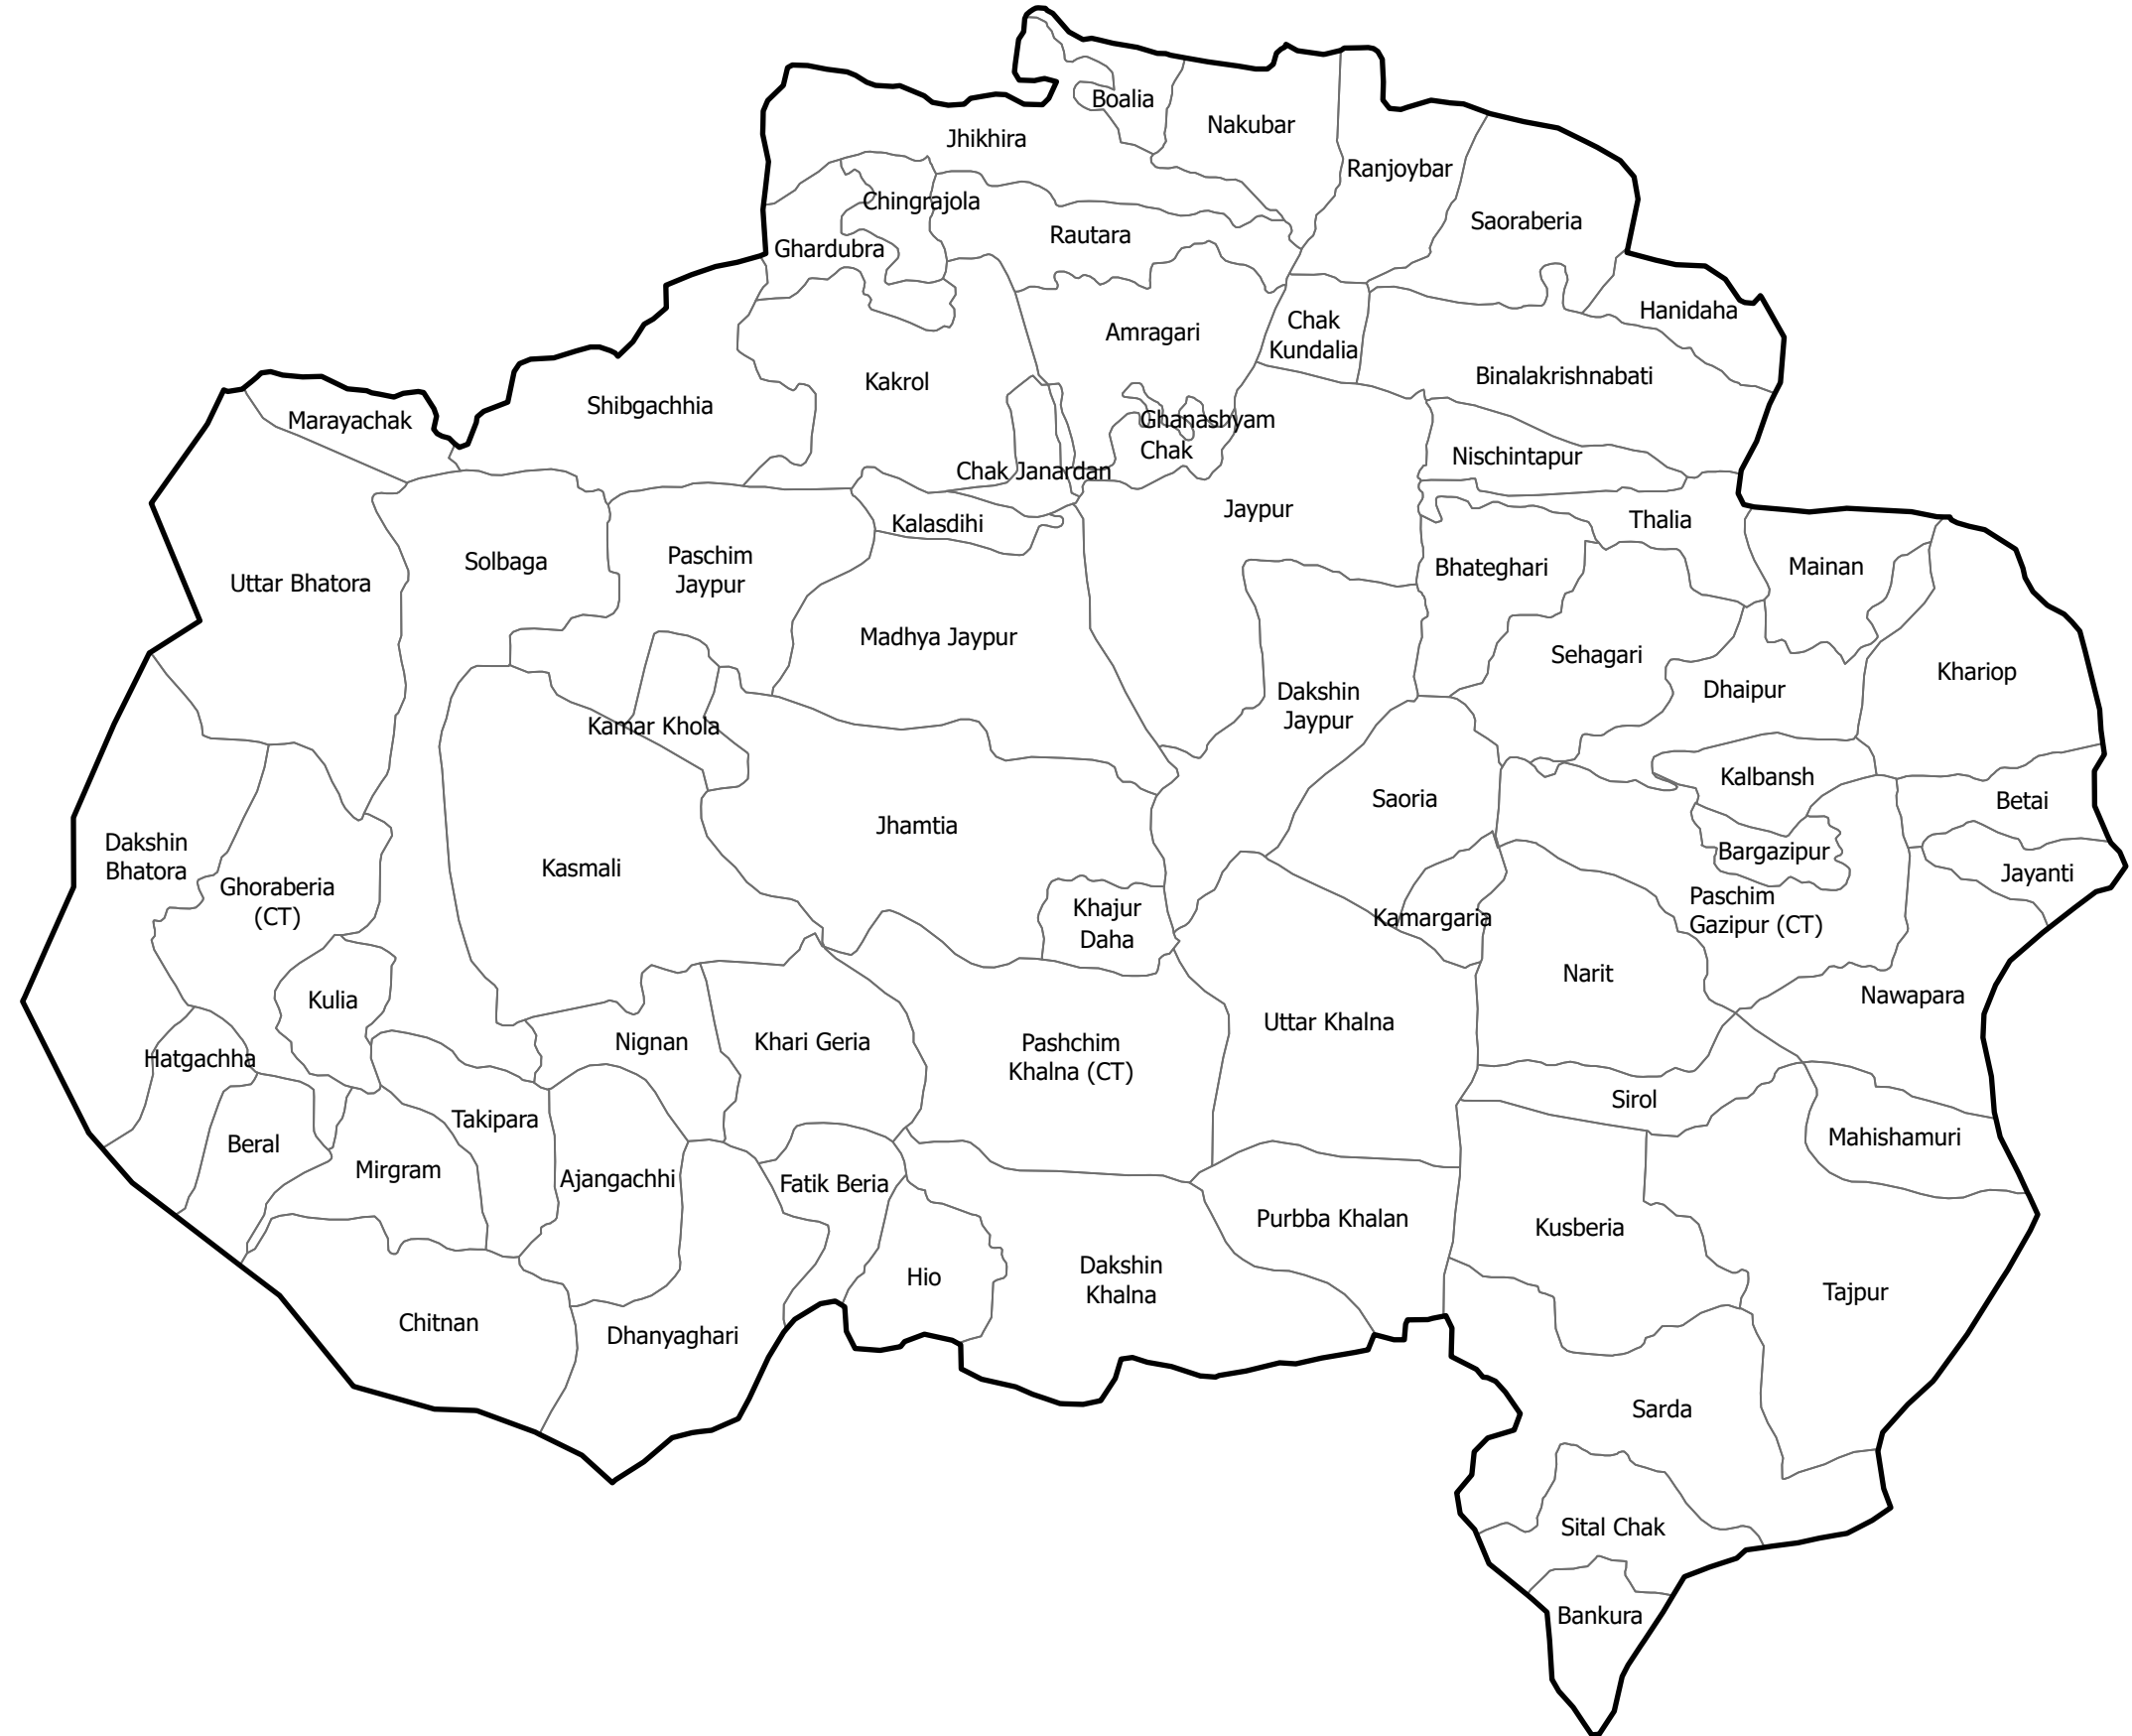 Boalia
Nakubar
Jhikhira
Ranjoybar
Chingrajola
Saoraberia
Rautara
Ghardubra
Hanidaha
Chak
Kundalia
Amragari
Binalakrishnabati
Kakrol
Shibgachhia
Marayachak
Ghanashyam
Chak
Nischintapur
Chak Janardan
Jaypur
Thalia
Kalasdihi
Solbaga
Paschim
Jaypur
Bhateghari
Mainan
Uttar Bhatora
Madhya Jaypur
Sehagari
Khariop
Dhaipur
Dakshin
Jaypur
Kamar Khola
Kalbansh
Saoria
Betai
Jhamtia
Dakshin
Bhatora
Bargazipur
Kasmali
Jayanti
Ghoraberia
(CT)
Khajur
Daha
Kamargaria
Paschim
Gazipur (CT)
Narit
Kulia
Nawapara
Uttar Khalna
Nignan
Khari Geria
Pashchim
Khalna (CT)
Hatgachha
Sirol
Takipara
Mahishamuri
Beral
Mirgram
Ajangachhi
Fatik Beria
Purbba Khalan
Kusberia
Hio
Dakshin
Khalna
Tajpur
Chitnan
Dhanyaghari
Sarda
Sital Chak
Bankura